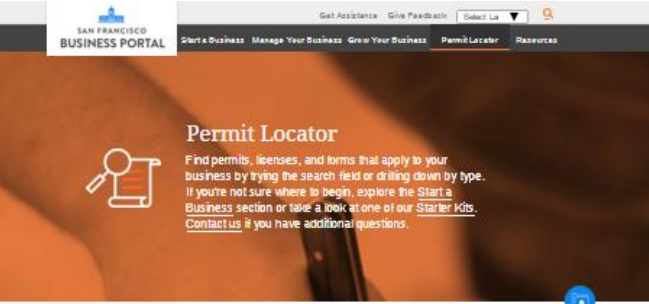 Get Assistance Give Feedback Select La
SAN FRANCISCO
BUSINESS PORTAL
Start a Business Manage Your Business Grow Your Business Permit Locator Resources
Permit Locator
Find permits, licenses, and forms that apply to your
business by trying the search field or drilling down by type.
If you're not sure where to begin, explore the Start a
Business section or take a look at one of our Starter Kits.
Contact us if you have additional questions.